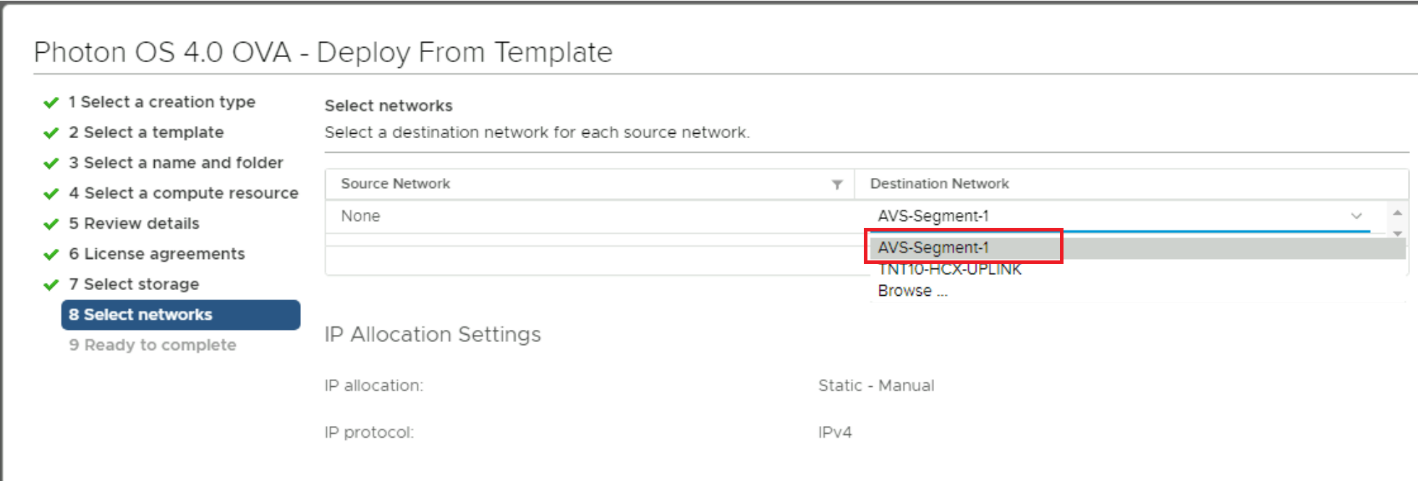 Photon OS 4.0 OVA - Deploy From Template
1 Select a creation type
2 Select a template
3 Select a name and folder
4 Select a compute resource
5 Review details
6 License agreements
7 Select storage
8 Select networks
9 Ready to complete
Select networks
Select a destination network for each source network.
Source Network
Destination Network
None
AVS-Segment-1
AVS-Segment-1
TNT10-HCX-UPLINK
Browse ...
IP Allocation Settings
IP allocation:
Static - Manual
IP protocol:
IPv4